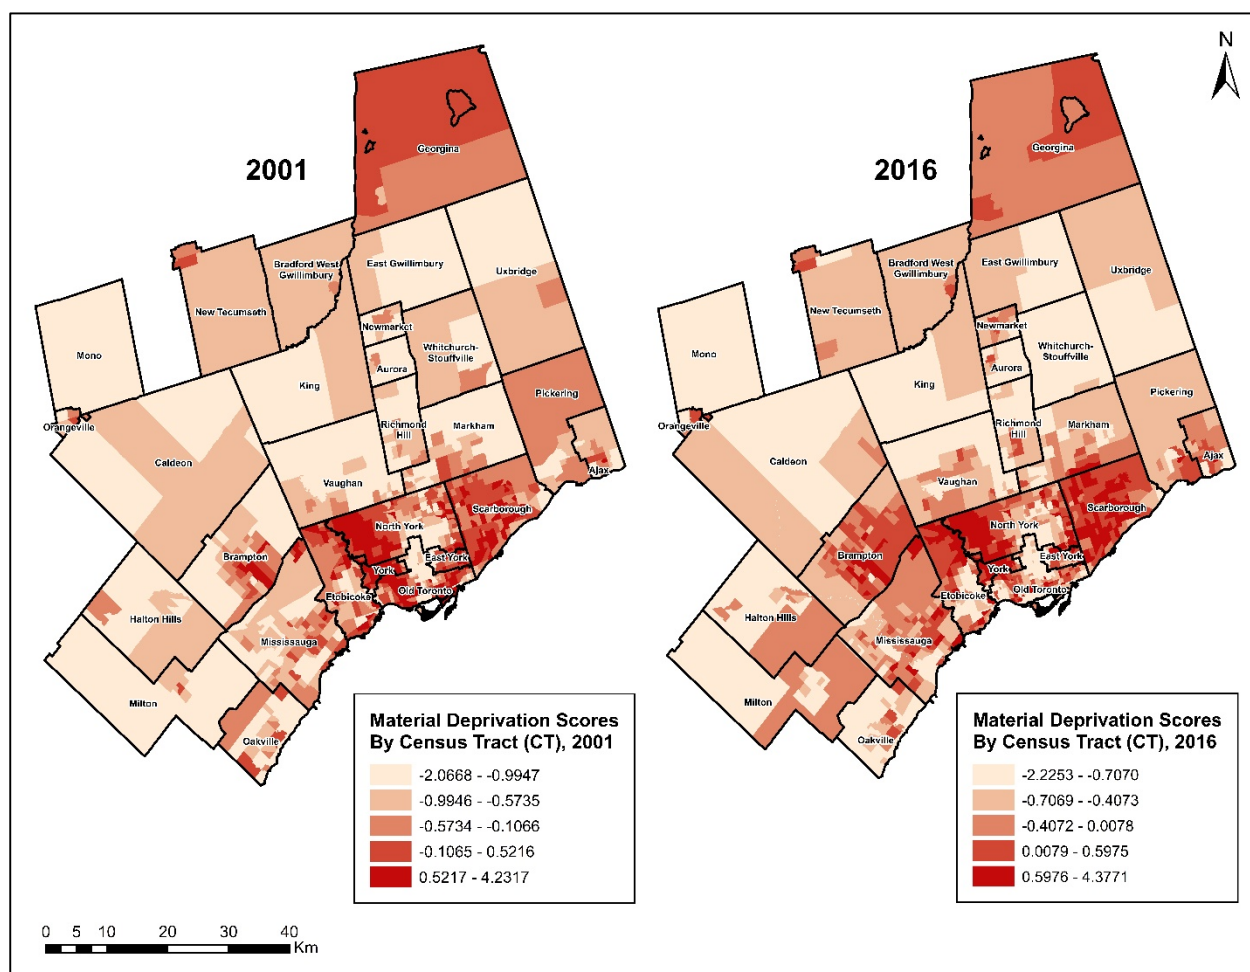 N
2001
Georgina
Bradford West
Gwillimbury
East Gwillimbury
Uxbridge
New Tecumseth
Newmarket
Mono
Whitchurch-
Stouffville
Aurora
King
Pickering
Orangeville
Richmond
Hill
Markham
Caldeon
Ajax
Vaughan
Scarborough
North York
Brampton
East York
York
Old Toronto
Etobicoke
Halton Hills
Mississauga
Milton
Oakville
Material Deprivation Scores
By Census Tract (CT), 2001
-2.0668 - -0.9947
-0.9946 - -0.5735
-0.5734 - -0.1066
-0.1065 - 0.5216
0.5217 - 4.2317
0 5 10 20 30 40
Km
2016
Georgina
Bradford West
Gwillimbury
East Gwillimbury
Uxbridge
New Tecumseth
Newmarket
Mono
Whitchurch-
Stouffville
Aurora
King
Pickering
Orangeville
Richmond
Hill
Markham
Caldeon
Ajax
Vaughan
Scarborough
North York
Brampton
East York
York
Old Toronto
Etobicoke
Halton Hills
Mississauga
Milton
Oakville
Material Deprivation Scores
By Census Tract (CT), 2016
-2.2253 - -0.7070
-0.7069 - -0.4073
-0.4072 - 0.0078
0.0079 - 0.5975
0.5976 - 4.3771